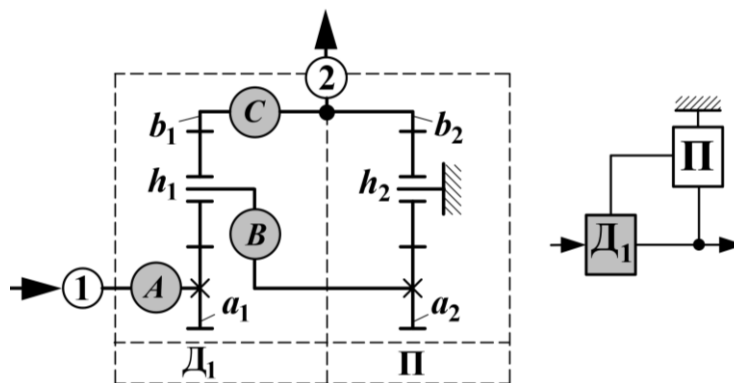 2
b₁ C b₂
h₁ h₂
B
1 A a₁ a₂
Д₁ П
П
Д₁